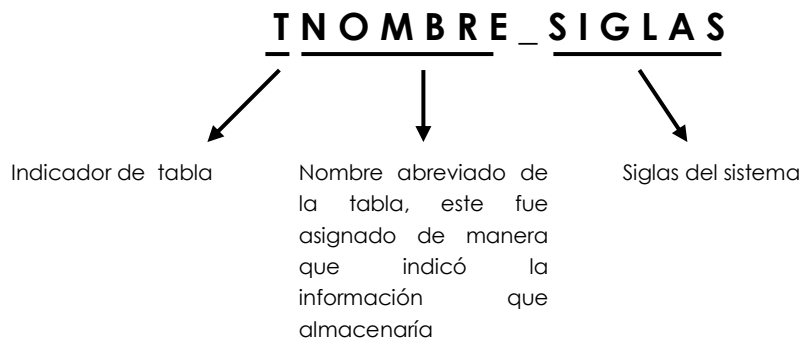 TNOMBRE_SIGLAS
Indicador de tabla
Nombre abreviado de
la tabla, este fue
asignado de manera
que indicó la
información que
almacenaría
Siglas del sistema